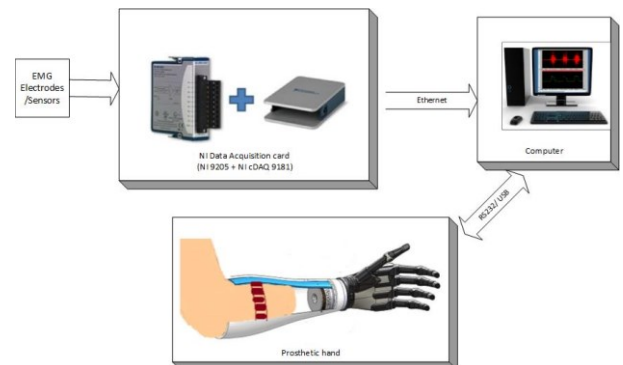 EMG
Electrodes
/Sensors
NI Data Acquisition card
(NI 9205 + NI cDAQ 9181)
Ethernet
Computer
RS232/ USB
Prosthetic hand